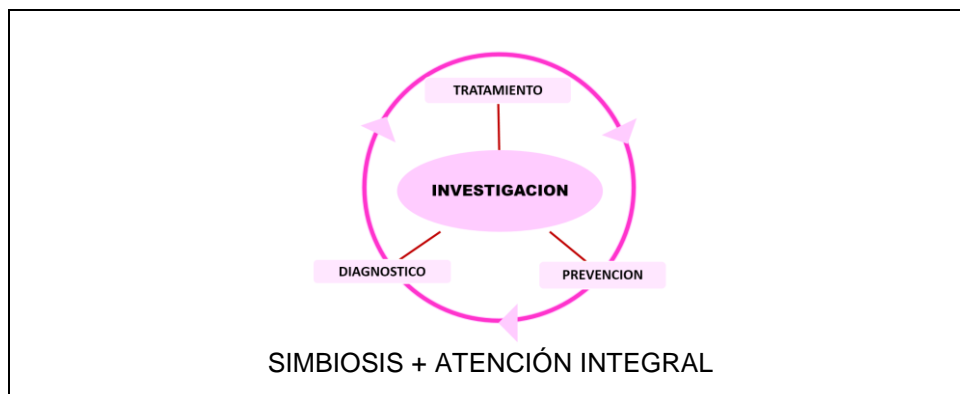 TRATAMIENTO
INVESTIGACION
DIAGNOSTICO
PREVENCION
SIMBIOSIS + ATENCIÓN INTEGRAL